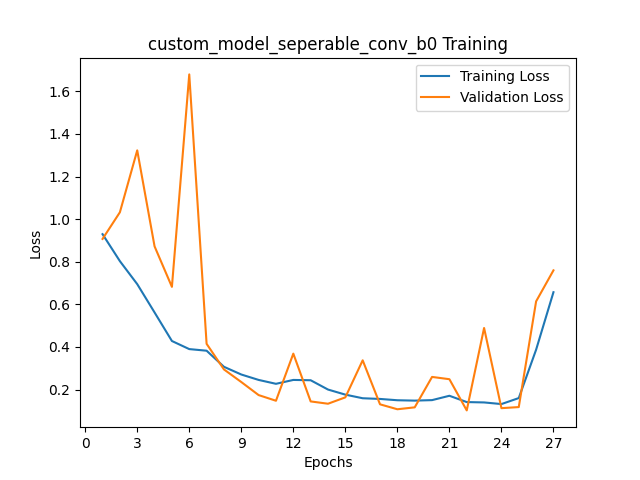 custom_model_seperable_conv_b0 Training
Training Loss
Validation Loss
1.6
1.4
1.2
1.0
0.8
0.6
0.4
0.2
Loss
0 3 6 9 12 15 18 21 24 27
Epochs